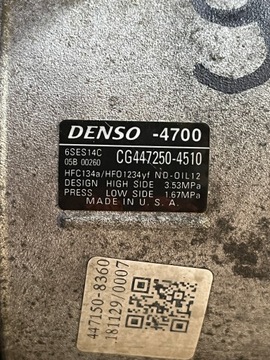 DENSO -4700
6SES14C
05B 00260 CG447250-4510
HFC134a/HFO1234yf ND-OIL12
DESIGN HIGH SIDE 3.53MPa
PRESS LOW SIDE 1.67MPa
MADE IN U.S.A.
447150-8360
181129/0007